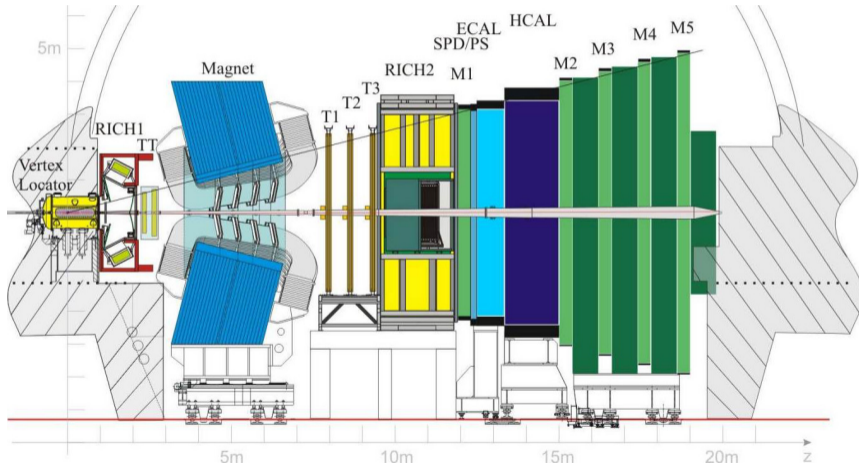 5m
Magnet
RICH1
TT
Vertex
Locator
T1
T2
T3
RICH2
M1
SPD/PS
ECAL
HCAL
M2
M3
M4
M5
5m
10m
15m
20m
z